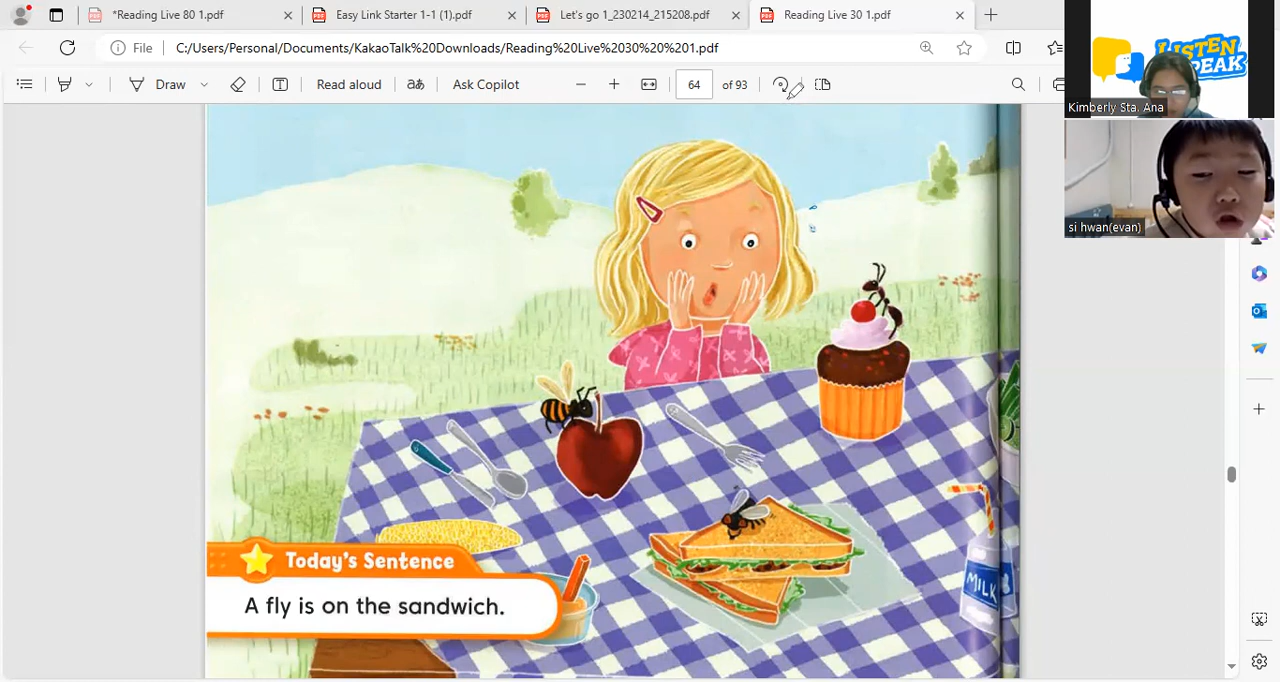 *Reading Live 80 1.pdf
Easy Link Starter 1-1 (1).pdf
Let's go 1_230214_215208.pdf
Reading Live 30 1.pdf
File
C:/Users/Personal/Documents/KakaoTalk%20Downloads/Reading%20Live%2030%20%201.pdf
Draw
Read aloud
aあ
Ask Copilot
64
of 93
LISTEN
SPEAK
Kimberly Sta. Ana
si hwan(evan)
MILK
Today's Sentence
A fly is on the sandwich.